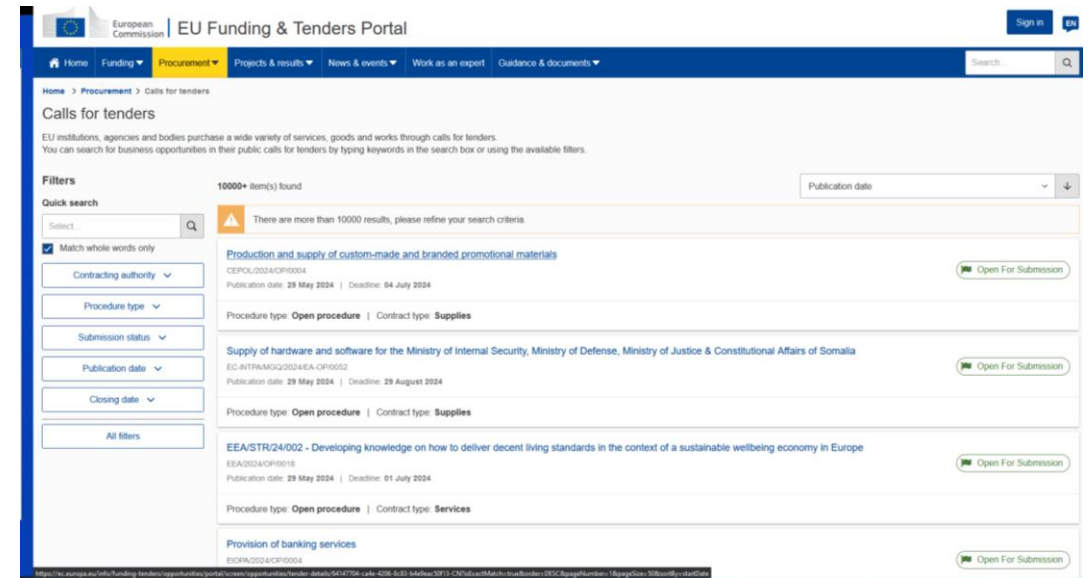 European
Commission
EU Funding & Tenders Portal
Sign in
EN
Home Funding Procurement Projects & results News & events Work as an expert Guidance & documents Search...
Home > Procurement > Calls for tenders
Calls for tenders
EU institutions, agencies and bodies purchase a wide variety of services, goods and works through calls for tenders.
You can search for business opportunities in their public calls for tenders by typing keywords in the search box or using the available filters.
Filters
Quick search
Select...
Match whole words only
Contracting authority
Procedure type
Submission status
Publication date
Closing date
All filters
10000+ item(s) found
Publication date
There are more than 10000 results, please refine your search criteria.
Production and supply of custom-made and branded promotional materials
CEPOL/2024/OP/0004
Publication date: 29 May 2024 | Deadline: 04 July 2024
Open For Submission
Procedure type: Open procedure | Contract type: Supplies
Supply of hardware and software for the Ministry of Internal Security, Ministry of Defense, Ministry of Justice & Constitutional Affairs of Somalia
EC-INTPA/MGQ/2024/EA-OP/0052
Publication date: 29 May 2024 | Deadline: 29 August 2024
Open For Submission
Procedure type: Open procedure | Contract type: Supplies
EEA/STR/24/002 - Developing knowledge on how to deliver decent living standards in the context of a sustainable wellbeing economy in Europe
EEA/2024/OP/0016
Publication date: 29 May 2024 | Deadline: 01 July 2024
Open For Submission
Procedure type: Open procedure | Contract type: Services
Provision of banking services
EIOPA/2024/OP/0004
Open For Submission